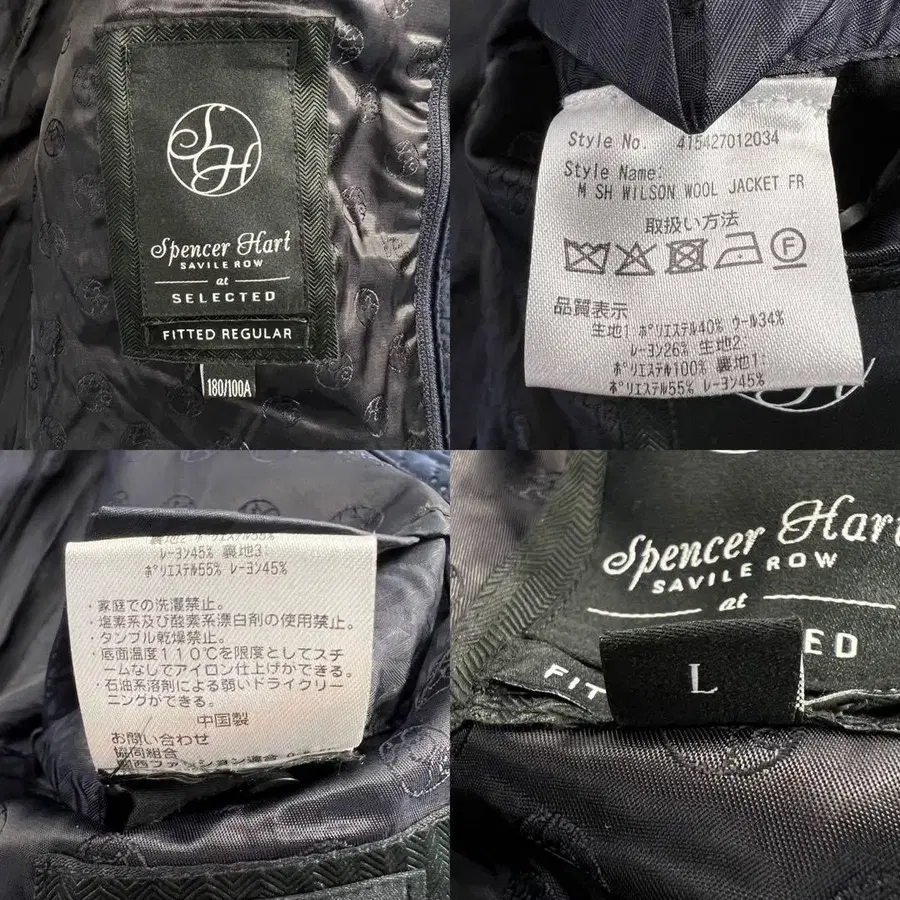 SH
Spencer Hart
SAVILE ROW
at
SELECTED
FITTED REGULAR
180/100A
Style No. 415427012034
Style Name:
M SH WILSON WOOL JACKET FR
取扱い方法
F
品質表示
生地1: ポリエステル40% ウール34%
レーヨン26% 生地2:
ポリエステル100% 裏地1:
ポリエステル55% レーヨン45%
レーヨン45% 裏地3:
ポリエステル55% レーヨン45%
・家庭での洗濯禁止。
・塩素系及び酸素系漂白剤の使用禁止。
・タンブル乾燥禁止。
・底面温度110℃を限度としてスチ
ームなしでアイロン仕上げができる。
・石油系溶剤による弱いドライクリー
ニングができる。
中国製
お問い合わせ
協同組合
関西ファッション連合
Spencer Hart
SAVILE ROW
at
ED
FIT
L